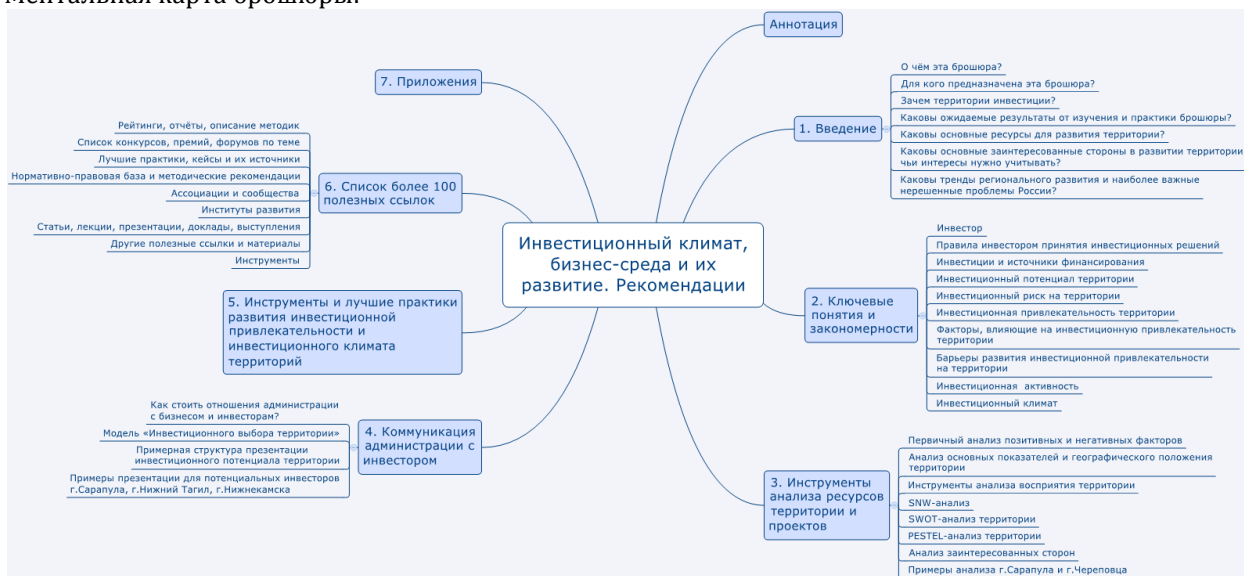 Ментальная карта брошюры:
Аннотация
1. Введение
О чём эта брошюра?
Для кого предназначена эта брошюра?
Зачем территории инвестиции?
Каковы ожидаемые результаты от изучения и практики брошюры?
Каковы основные ресурсы для развития территории?
Каковы основные заинтересованные стороны в развитии территории
чьи интересы нужно учитывать?
Каковы тренды регионального развития и наиболее важные
нерешенные проблемы России?
Инвестиционный климат,
бизнес-среда и их
развитие. Рекомендации
2. Ключевые
понятия и
закономерности
Инвестор
Правила инвестором принятия инвестиционных решений
Инвестиции и источники финансирования
Инвестиционный потенциал территории
Инвестиционный риск на территории
Инвестиционная привлекательность территории
Факторы, влияющие на инвестиционную привлекательность
территории
Барьеры развития инвестиционной привлекательности
на территории
Инвестиционная активность
Инвестиционный климат
3. Инструменты
анализа ресурсов
территории и
проектов
Первичный анализ позитивных и негативных факторов
Анализ основных показателей и географического положения
территории
Инструменты анализа восприятия территории
SNW-анализ
SWOT-анализ территории
PESTEL-анализ территории
Анализ заинтересованных сторон
Примеры анализа г.Сарапула и г.Череповца
4. Коммуникация
администрации с
инвестором
Как стоить отношения администрации
с бизнесом и инвесторам?
Модель «Инвестиционного выбора территории»
Примерная структура презентации
инвестиционного потенциала территории
Примеры презентации для потенциальных инвесторов
г.Сарапула, г.Нижний Тагил, г.Нижнекамска
5. Инструменты и лучшие практики
развития инвестиционной
привлекательности и
инвестиционного климата
территорий
6. Список более 100
полезных ссылок
Рейтинги, отчёты, описание методик
Список конкурсов, премий, форумов по теме
Лучшие практики, кейсы и их источники
Нормативно-правовая база и методические рекомендации
Ассоциации и сообщества
Институты развития
Статьи, лекции, презентации, доклады, выступления
Другие полезные ссылки и материалы
Инструменты
7. Приложения